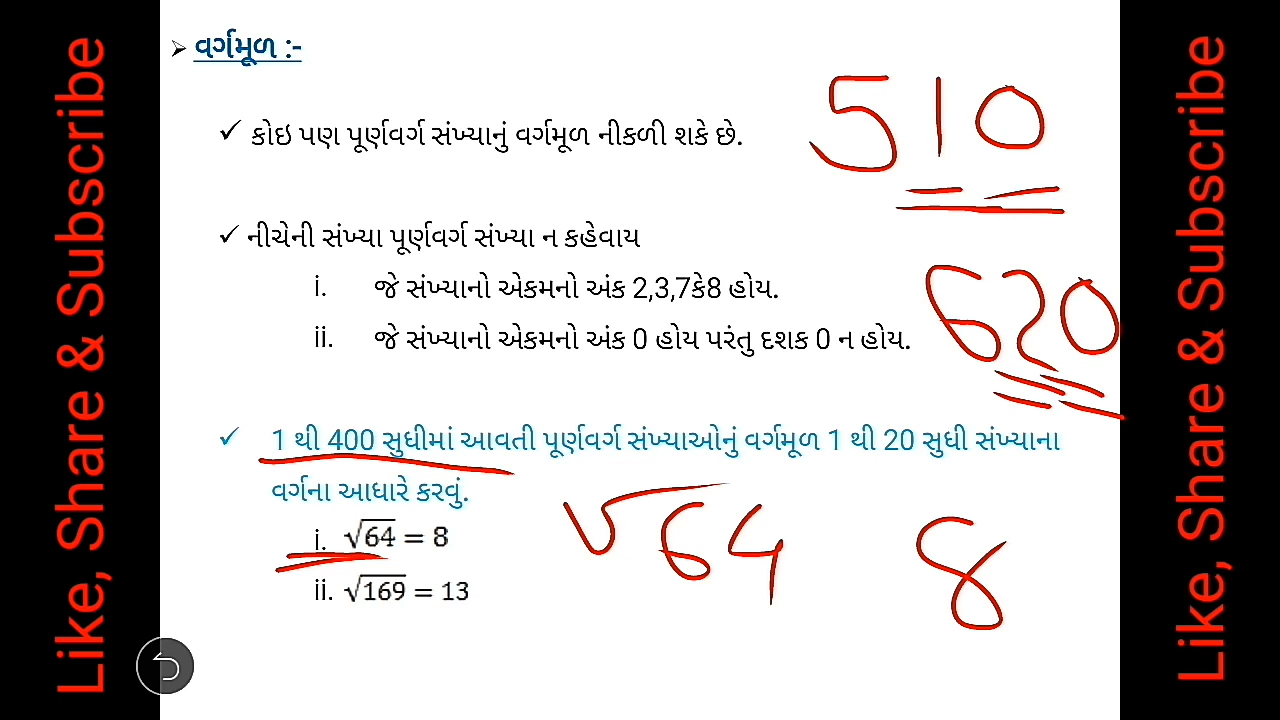 Like, Share & Subscribe
➢ વર્ગમૂળ :-
510
✓ કોઇ પણ પૂર્ણવર્ગ સંખ્યાનું વર્ગમૂળ નીકળી શકે છે.
✓ નીચેની સંખ્યા પૂર્ણવર્ગ સંખ્યા ન કહેવાય
i. જે સંખ્યાનો એકમનો અંક 2,3,7કે8 હોય.
620
ii. જે સંખ્યાનો એકમનો અંક 0 હોય પરંતુ દશક 0 ન હોય.
✓ 1 થી 400 સુધીમાં આવતી પૂર્ણવર્ગ સંખ્યાઓનું વર્ગમૂળ 1 થી 20 સુધી સંખ્યાના
વર્ગના આધારે કરવું.
i. √64 = 8
√64 8
ii. √169 = 13
Like, Share & Subscribe